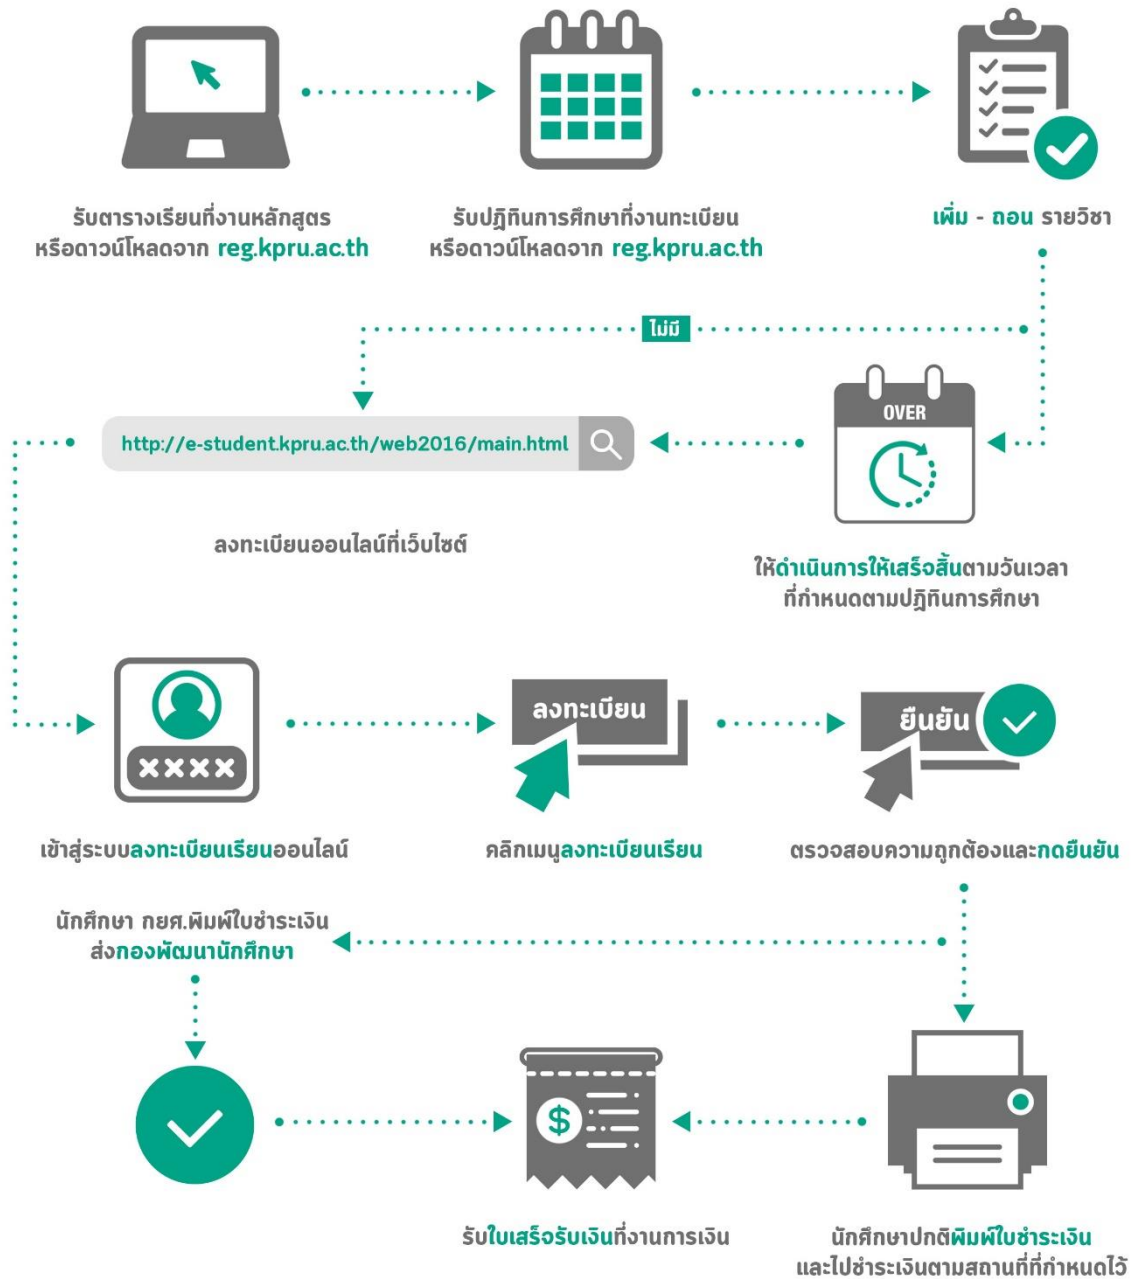 รับตารางเรียนที่งานหลักสูตร
หรือดาวน์โหลดจาก reg.kpru.ac.th
รับปฏิทินการศึกษาที่งานทะเบียน
หรือดาวน์โหลดจาก reg.kpru.ac.th
เพิ่ม - ถอน รายวิชา
ไม่มี
OVER
http://e-student.kpru.ac.th/web2016/main.html
ลงทะเบียนออนไลน์ที่เว็บไซต์
ให้ดำเนินการให้เสร็จสิ้นตามวันเวลา
ที่กำหนดตามปฏิทินการศึกษา
xxxx
ลงทะเบียน
ยืนยัน
เข้าสู่ระบบลงทะเบียนเรียนออนไลน์
คลิกเมนูลงทะเบียนเรียน
ตรวจสอบความถูกต้องและกดยืนยัน
นักศึกษา กยศ.พิมพ์ใบชำระเงิน
ส่งกองพัฒนานักศึกษา
$
รับใบเสร็จรับเงินที่งานการเงิน
นักศึกษาปกติพิมพ์ใบชำระเงิน
และไปชำระเงินตามสถานที่ที่กำหนดไว้